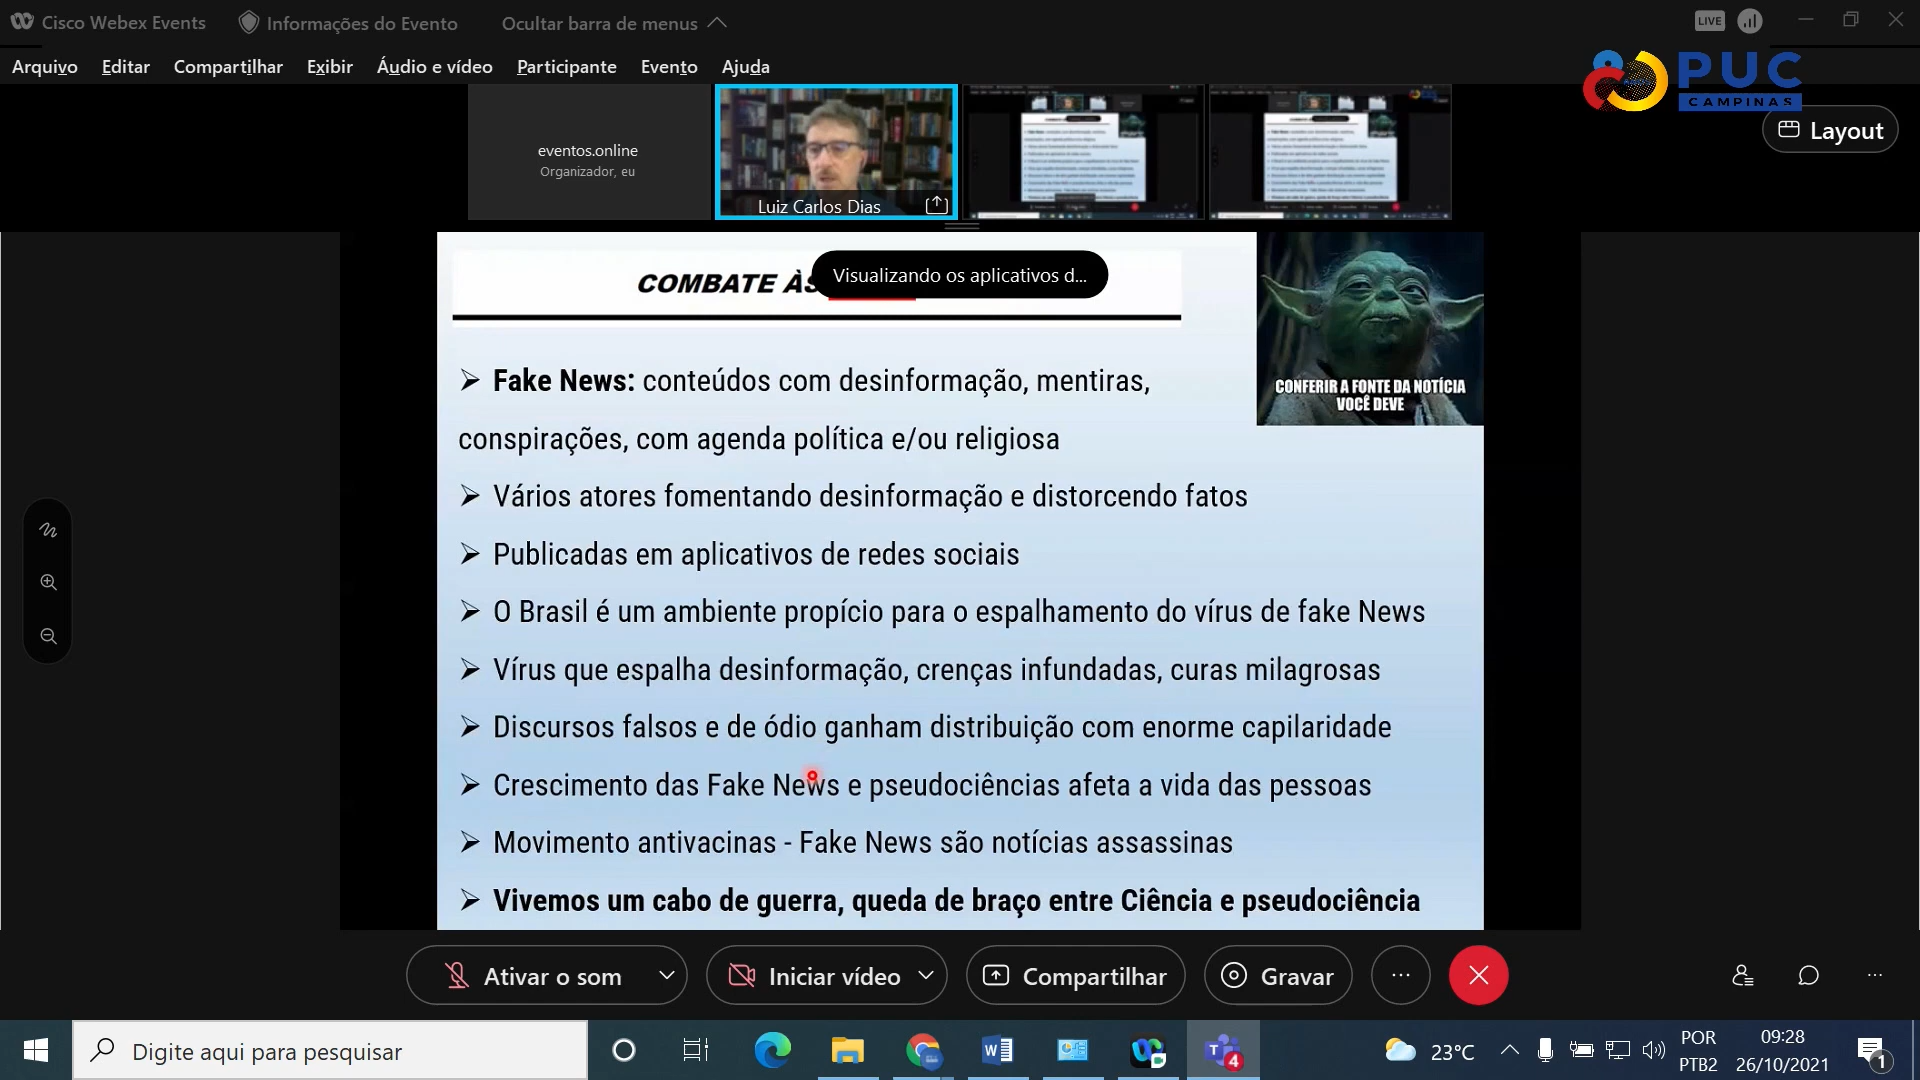 Cisco Webex Events
Informações do Evento
Ocultar barra de menus
LIVE
Arquivo Editar Compartilhar Exibir Áudio e vídeo Participante Evento Ajuda
PUC
CAMPINAS
Layout
eventos.online
Organizador, eu
Luiz Carlos Dias
COMBATE ÀS
Visualizando os aplicativos d...
CONFERIR A FONTE DA NOTÍCIA
VOCÊ DEVE
➢ Fake News: conteúdos com desinformação, mentiras,
conspirações, com agenda política e/ou religiosa
➢ Vários atores fomentando desinformação e distorcendo fatos
➢ Publicadas em aplicativos de redes sociais
➢ O Brasil é um ambiente propício para o espalhamento do vírus de fake News
➢ Vírus que espalha desinformação, crenças infundadas, curas milagrosas
➢ Discursos falsos e de ódio ganham distribuição com enorme capilaridade
➢ Crescimento das Fake News e pseudociências afeta a vida das pessoas
➢ Movimento antivacinas - Fake News são notícias assassinas
➢ Vivemos um cabo de guerra, queda de braço entre Ciência e pseudociência
Ativar o som
Iniciar vídeo
Compartilhar
Gravar
Digite aqui para pesquisar
4
23°C
POR
PTB2
09:28
26/10/2021
1